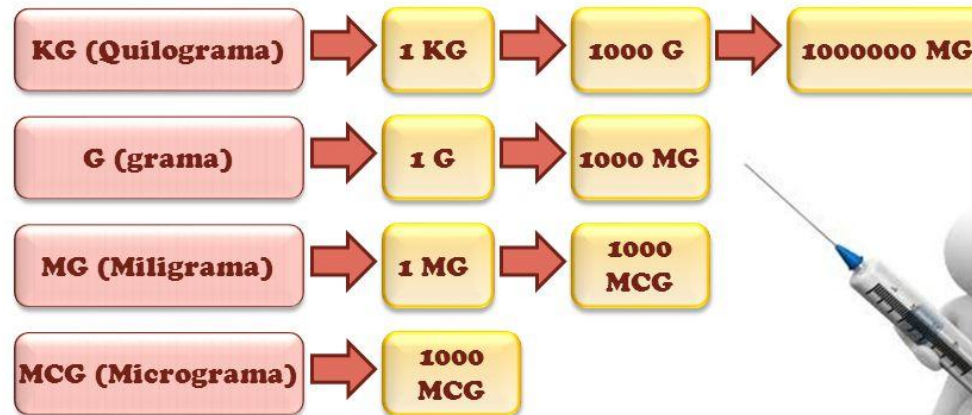 KG (Quilograma) 1 KG 1000 G 1000000 MG
G (grama) 1 G 1000 MG
MG (Miligrama) 1 MG 1000
MCG
MCG (Micrograma) 1000
MCG